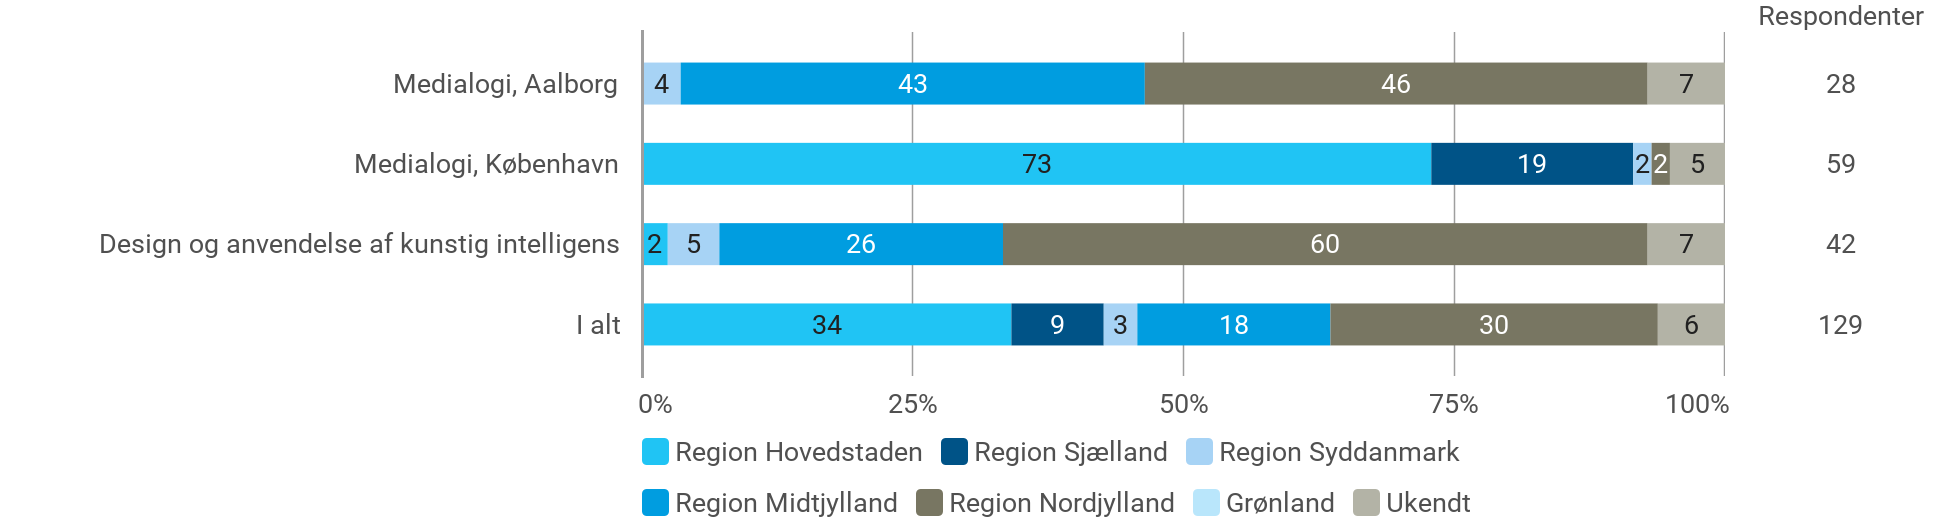 Respondenter
Medialogi, Aalborg 4 43 46 7 28
Medialogi, København 73 19 2 2 5 59
Design og anvendelse af kunstig intelligens 2 5 26 60 7 42
I alt 34 9 3 18 30 6 129
0% 25% 50% 75% 100%
Region Hovedstaden Region Sjælland Region Syddanmark
Region Midtjylland Region Nordjylland Grønland Ukendt